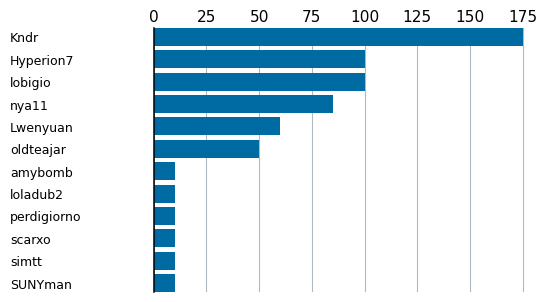 0 25 50 75 100 125 150 175
Kndr
Hyperion7
lobigio
nya11
Lwenyuan
oldteajar
amybomb
loladub2
perdigiorno
scarxo
simtt
SUNYman